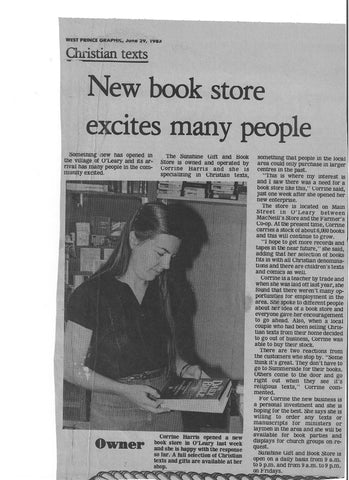 WEST PRINCE GRAPHIC, June 29, 1984
Christian texts
New book store
excites many people
Something new has opened in
the village of O'Leary and its ar-
rival has many people in the com-
munity excited.
The Sunshine Gift and Book
Store is owned and operated by
Corrine Harris and she is
specializing in Christian texts,
something that people in the local
area could only purchase in larger
centres in the past.
"This is where my interest is
and I saw there was a need for a
book store like this," Corrine said,
just one week after she opened her
new enterprise.
The store is located on Main
Street in O'Leary between
MacNeill's Store and the Farmer's
Co-op. At the present time, Corrine
carries a stock of about 6,000 books
and this will continue to grow.
"I hope to get more records and
tapes in the near future," she said,
adding that her selection of books
fits in with all Christian denomina-
tions and there are children's texts
and comics as well.
Corrine is a teacher by trade and
when she was laid off last year, she
found that there weren't many op-
portunities for employment in the
area. She spoke to different people
about her idea of a book store and
everyone gave her encouragement
to go ahead. Also, when a local
couple who had been selling Chris-
tian texts from their home decided
to go out of business, Corrine was
able to buy their stock.
There are two reactions from
the customers who stop by. "Some
think it's great. They don't have to
go to Summerside for their books.
Others come to the door and go
right out when they see it's
religious texts," Corrine com-
mented.
For Corrine the new business is
a personal investment and she is
hoping for the best. She says she is
willing to order any texts or
manuscripts for ministers or
laymen in the area and she will be
available for book parties and
displays for church groups on re-
quest.
Sunshine Gift and Book Store is
open on a daily basis from 9 a.m.
to 5 p.m. and from 9 a.m. to 9 p.m.
on Fridays.
Owner
Corrine Harris opened a new
book store in O'Leary last week
and she is happy with the response
so far. A full selection of Christian
texts and gifts are available at her
shop.